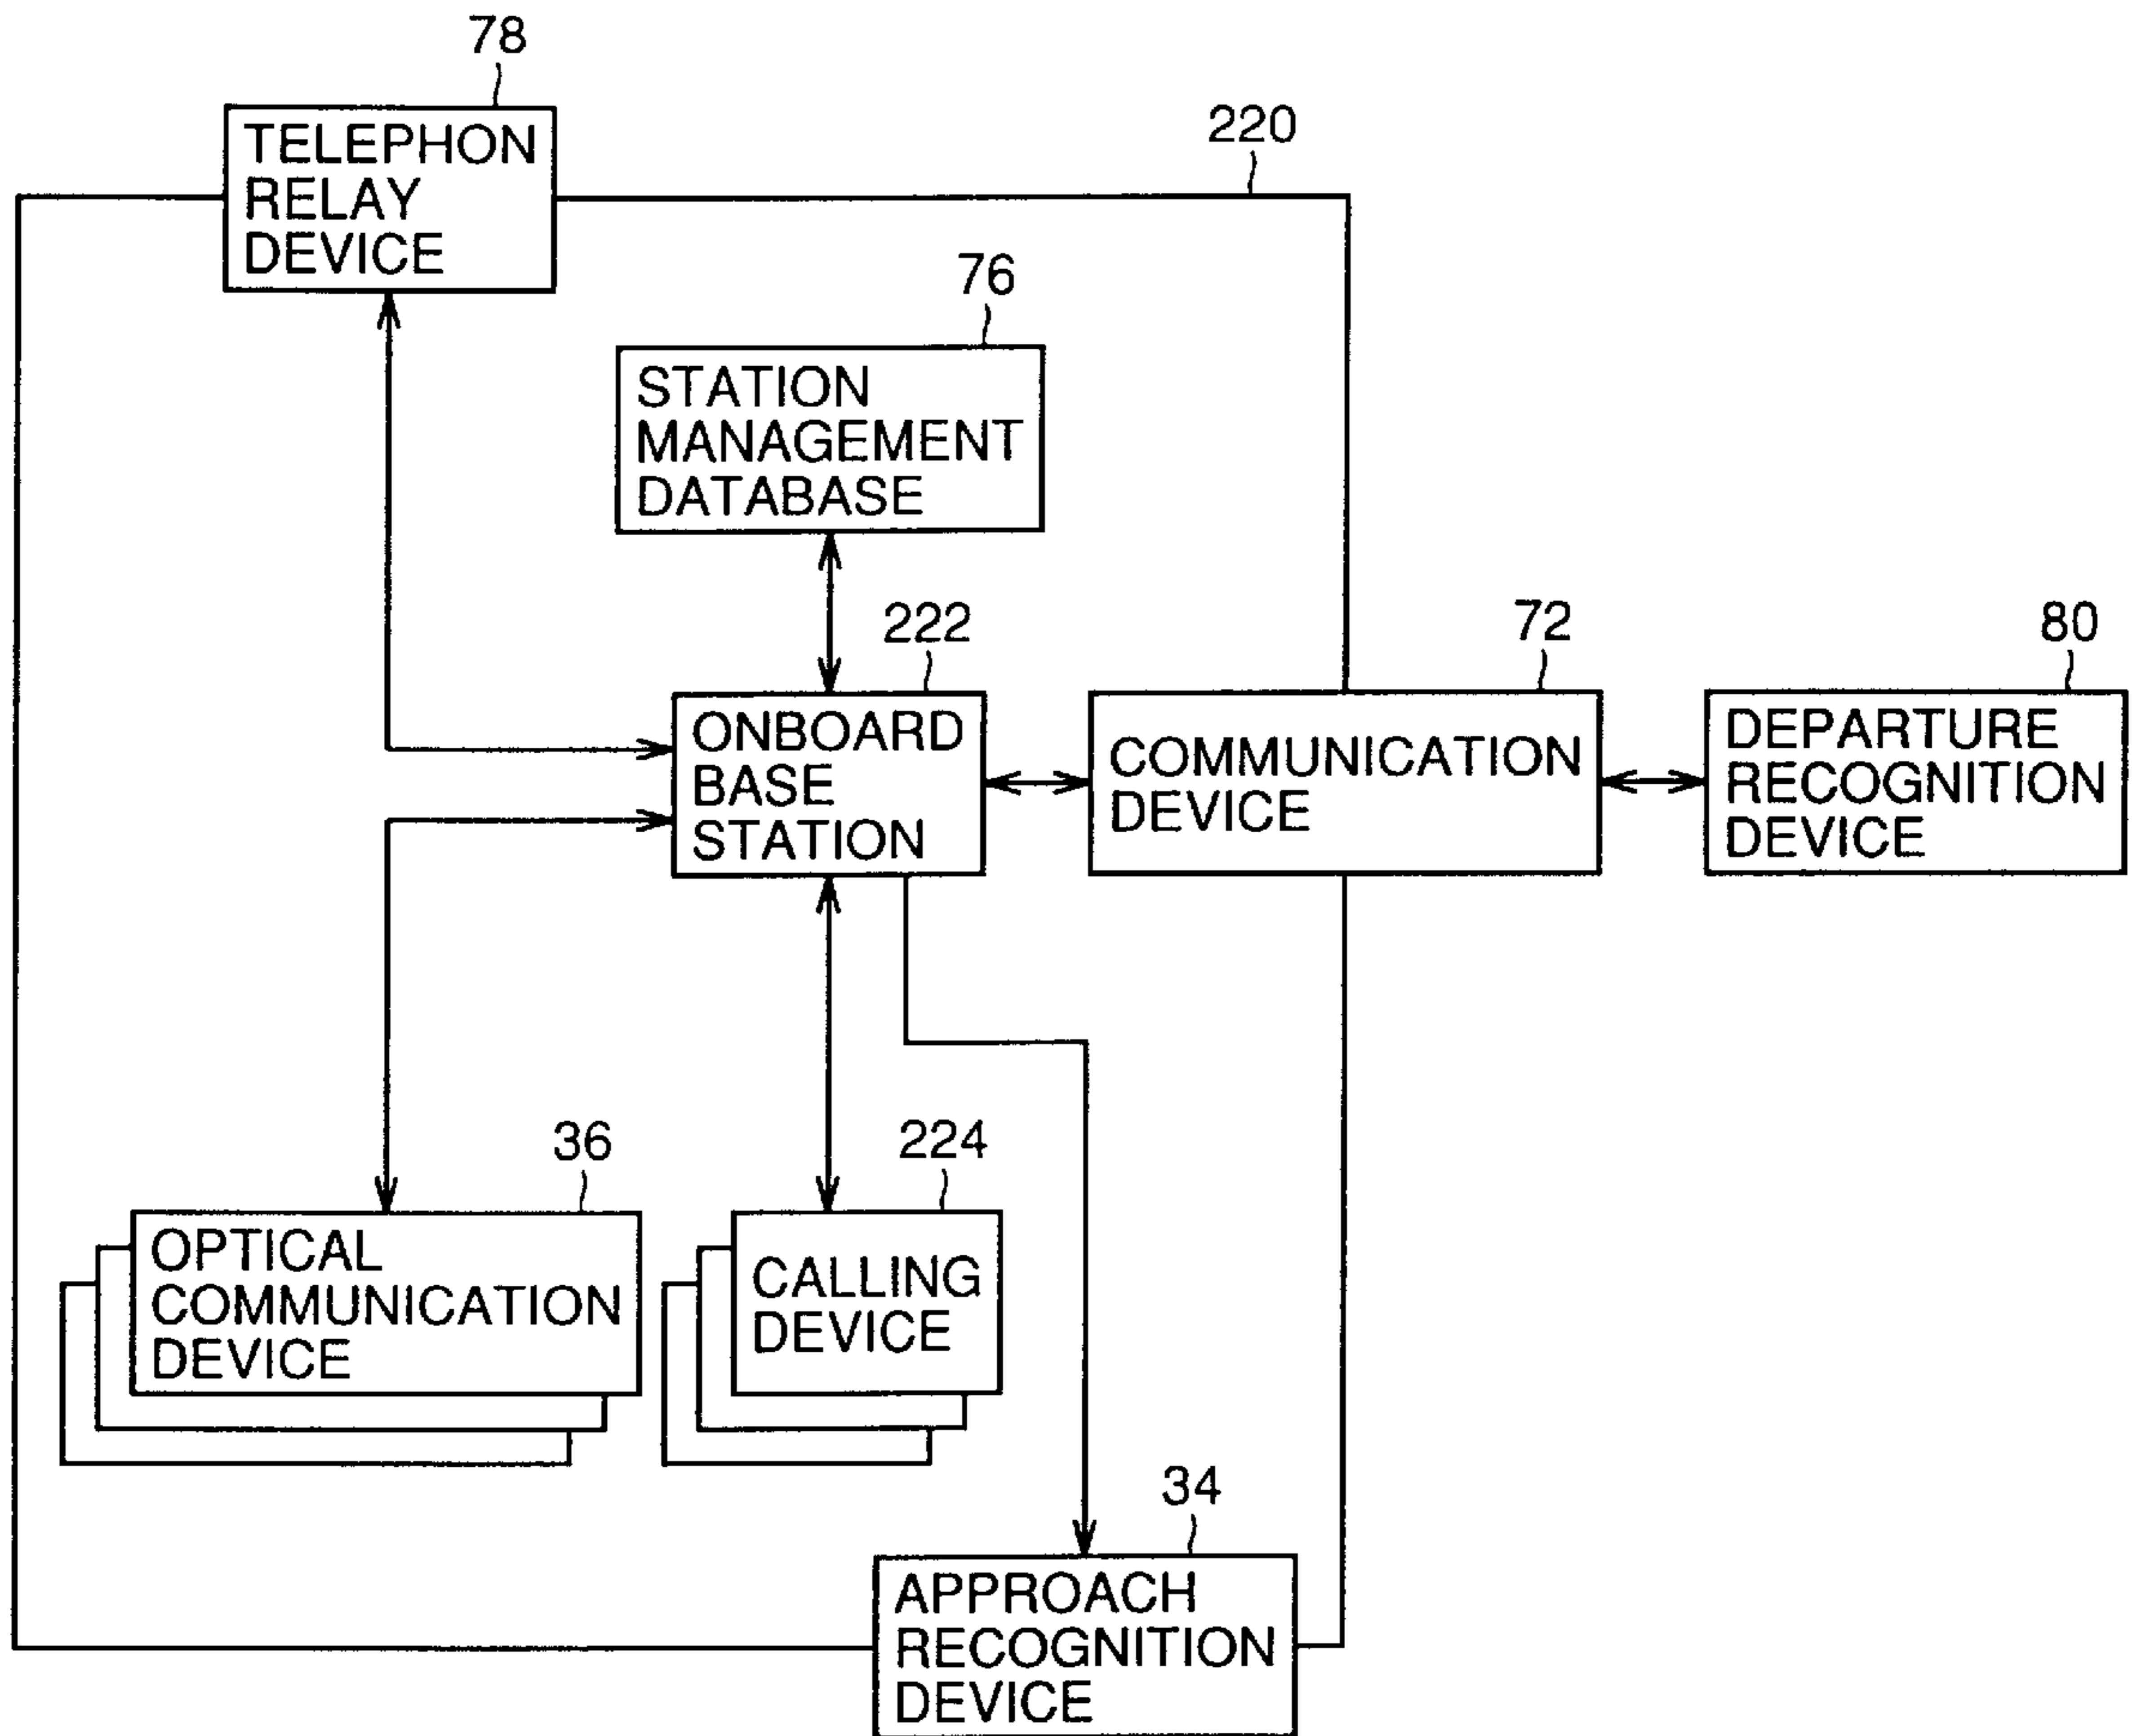 78
TELEPHON
RELAY
DEVICE
220
76
STATION
MANAGEMENT
DATABASE
222
ONBOARD
BASE
STATION
72
COMMUNICATION
DEVICE
80
DEPARTURE
RECOGNITION
DEVICE
36
OPTICAL
COMMUNICATION
DEVICE
224
CALLING
DEVICE
34
APPROACH
RECOGNITION
DEVICE